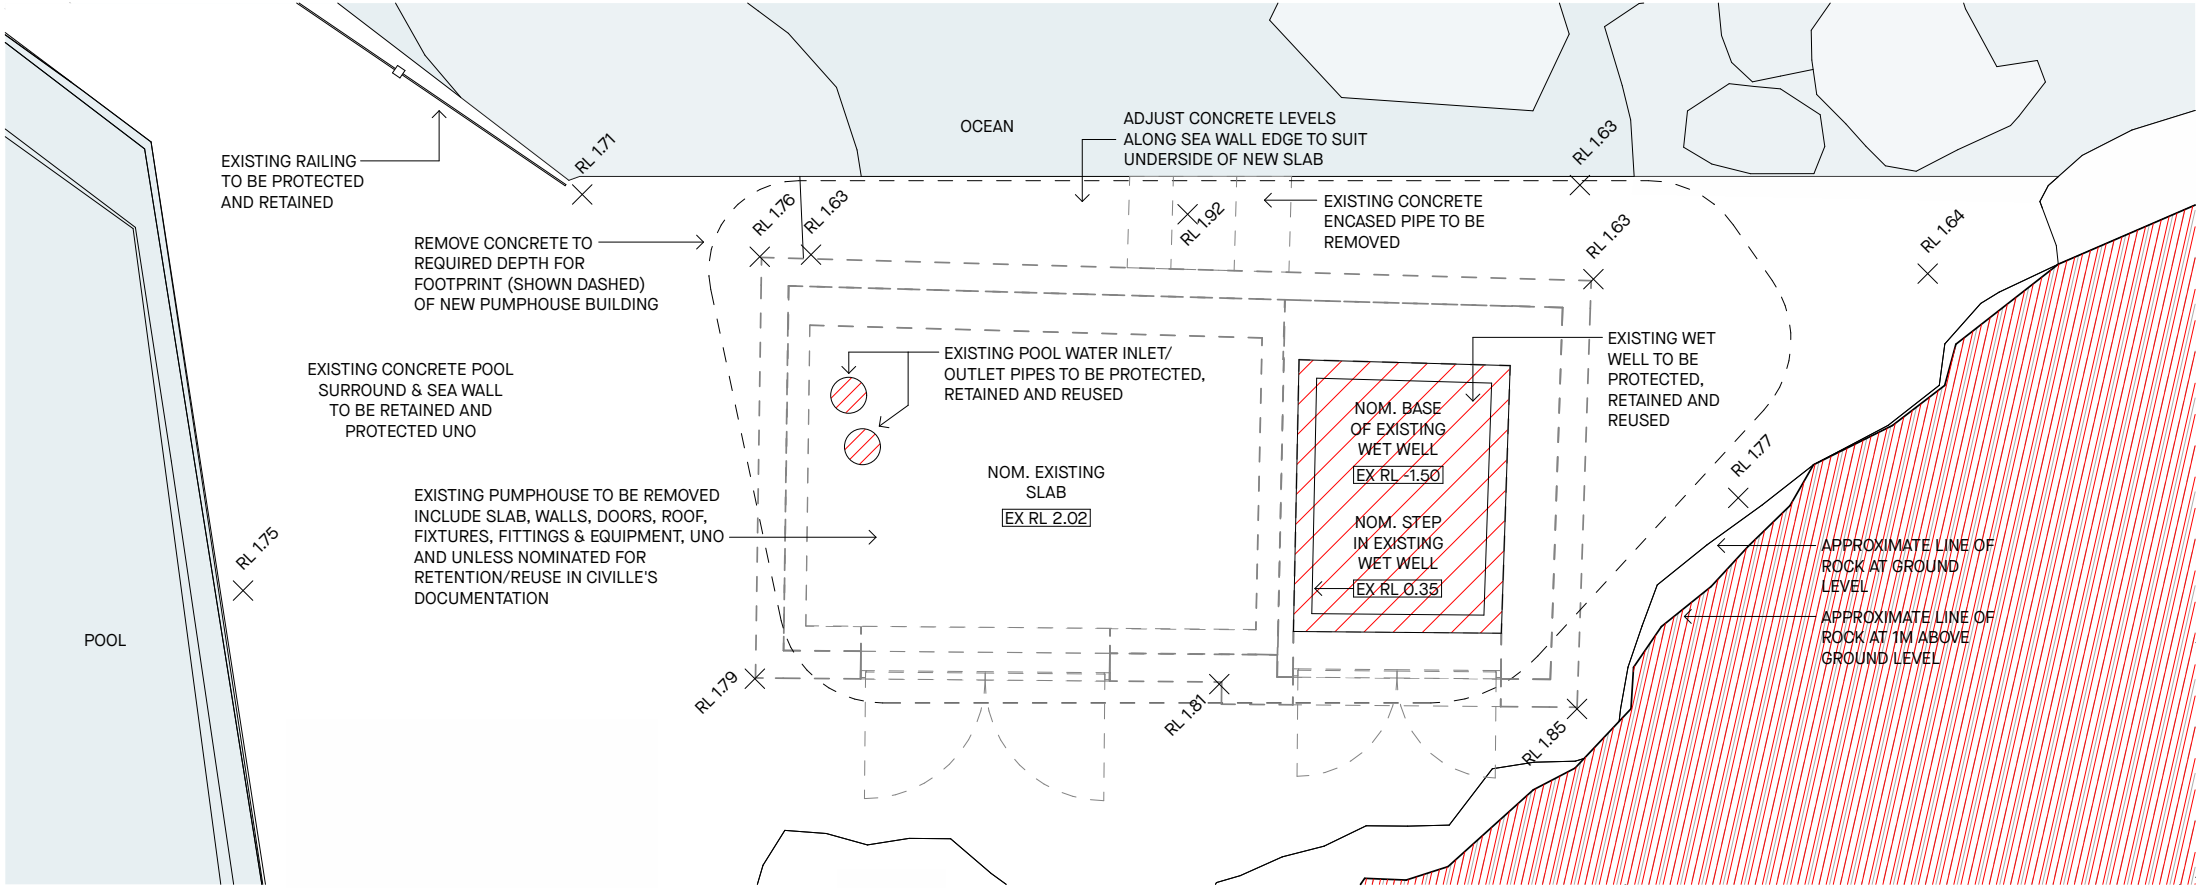 OCEAN
ADJUST CONCRETE LEVELS
ALONG SEA WALL EDGE TO SUIT
UNDERSIDE OF NEW SLAB
EXISTING RAILING
TO BE PROTECTED
AND RETAINED
RL 1.71
RL 1.63
RL 1.76
RL 1.63
RL 1.92
EXISTING CONCRETE
ENCASED PIPE TO BE
REMOVED
RL 1.63
RL 1.64
REMOVE CONCRETE TO
REQUIRED DEPTH FOR
FOOTPRINT (SHOWN DASHED)
OF NEW PUMPHOUSE BUILDING
EXISTING CONCRETE POOL
SURROUND & SEA WALL
TO BE RETAINED AND
PROTECTED UNO
EXISTING POOL WATER INLET/
OUTLET PIPES TO BE PROTECTED,
RETAINED AND REUSED
EXISTING WET
WELL TO BE
PROTECTED,
RETAINED AND
REUSED
NOM. BASE
OF EXISTING
WET WELL
EX RL -1.50
NOM. STEP
IN EXISTING
WET WELL
EX RL 0.35
NOM. EXISTING
SLAB
EX RL 2.02
RL 1.77
EXISTING PUMPHOUSE TO BE REMOVED
INCLUDE SLAB, WALLS, DOORS, ROOF,
FIXTURES, FITTINGS & EQUIPMENT, UNO
AND UNLESS NOMINATED FOR
RETENTION/REUSE IN CIVILLE'S
DOCUMENTATION
RL 1.75
POOL
APPROXIMATE LINE OF
ROCK AT GROUND
LEVEL
APPROXIMATE LINE OF
ROCK AT 1M ABOVE
GROUND LEVEL
RL 1.79
RL 1.81
RL 1.85